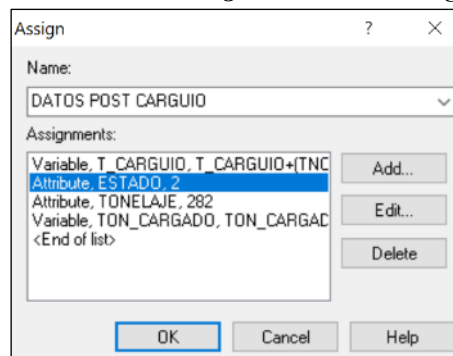 Assign
?
×
Name:
DATOS POST CARGUIO
Assignments:
Variable, T_CARGUIO, T_CARGUIO+(TNC
Attribute, ESTADO, 2
Attribute, TONELAJE, 282
Variable, TON_CARGADO, TON_CARGAD
<End of list>
Add...
Edit...
Delete
OK
Cancel
Help